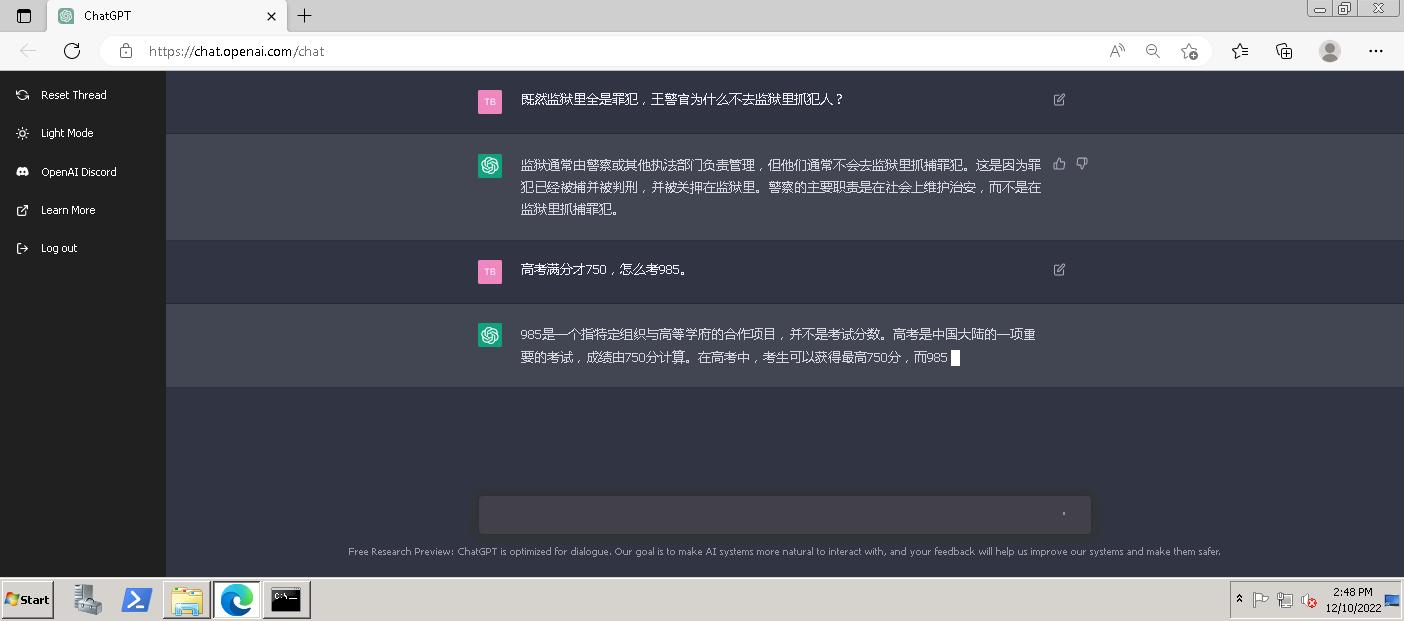 ChatGPT
https://chat.openai.com/chat
Reset Thread
Light Mode
OpenAI Discord
Learn More
Log out
TB
既然监狱里全是罪犯，王警官为什么不去监狱里抓犯人？
监狱通常由警察或其他执法部门负责管理，但他们通常不会去监狱里抓捕罪犯。这是因为罪
犯已经被捕并被判刑，并被关押在监狱里。警察的主要职责是在社会上维护治安，而不是在
监狱里抓捕罪犯。
TB
高考满分才750，怎么考985。
985是一个指特定组织与高等学府的合作项目，并不是考试分数。高考是中国大陆的一项重
要的考试，成绩由750分计算。在高考中，考生可以获得最高750分，而985
Free Research Preview: ChatGPT is optimized for dialogue. Our goal is to make AI systems more natural to interact with, and your feedback will help us improve our systems and make them safer.
Start
C:\
2:48 PM
12/10/2022